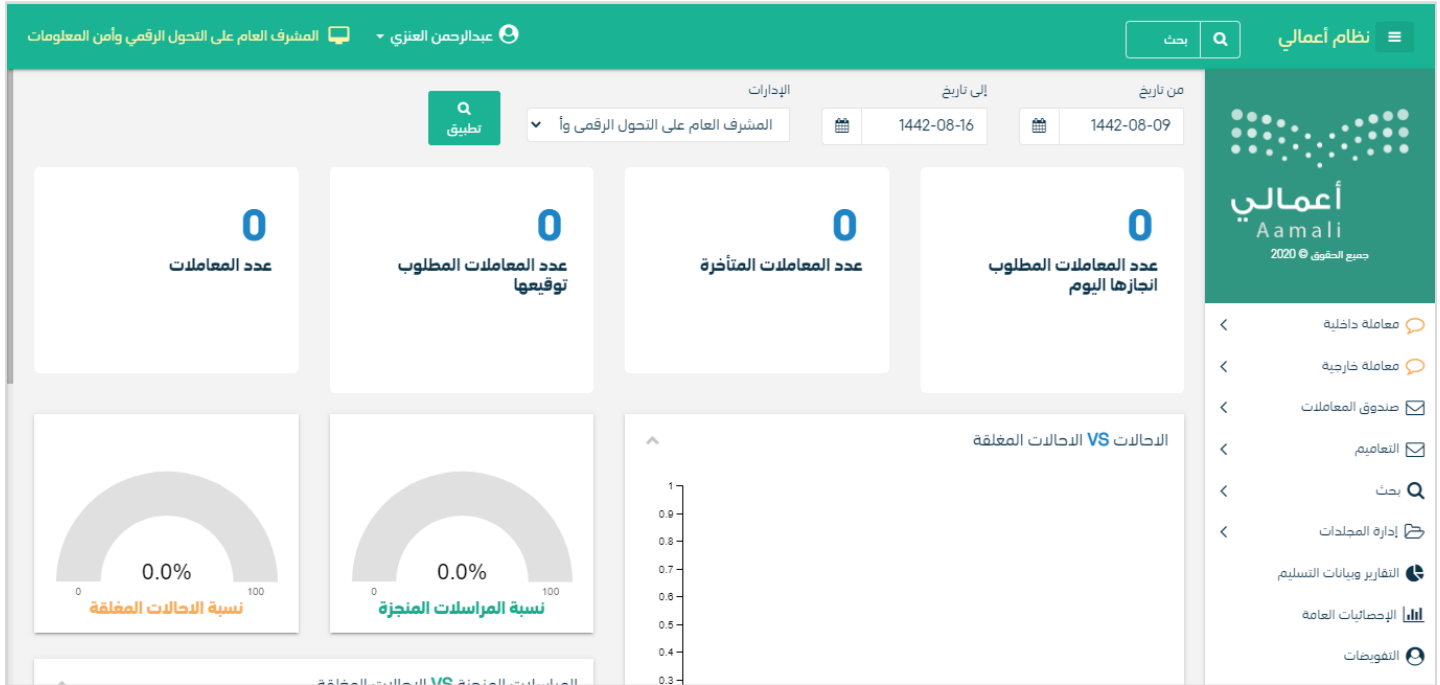 نظام أعمالي
بحث
عبدالرحمن العنزي
المشرف العام على التحول الرقمي وأمن المعلومات
أعمالي
Aamali
جميع الحقوق © 2020
معاملة داخلية
معاملة خارجية
صندوق المعاملات
التعاميم
بحث
إدارة المجلدات
التقارير وبيانات التسليم
الإحصائيات العامة
التفويضات
من تاريخ
1442-08-09
إلى تاريخ
1442-08-16
الإدارات
المشرف العام على التحول الرقمي وأ
تطبيق
0
عدد المعاملات المطلوب
انجازها اليوم
0
عدد المعاملات المتأخرة
0
عدد المعاملات المطلوب
توقيعها
0
عدد المعاملات
الاحالات VS الاحالات المغلقة
1
0.9
0.8
0.7
0.6
0.5
0.4
0.3
0.0%
0
100
نسبة المراسلات المنجزة
0.0%
0
100
نسبة الاحالات المغلقة
المراسلات المنجزة VS الاحالات المغلقة